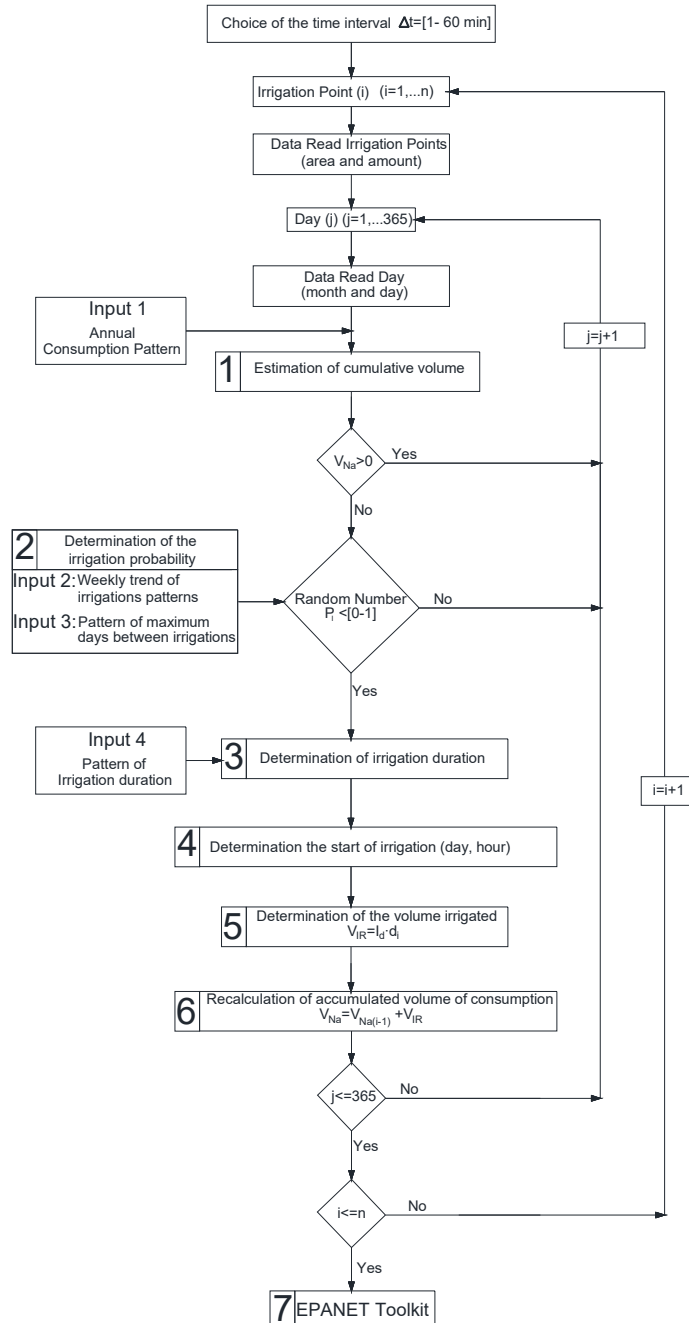 Choice of the time interval Δt=[1- 60 min]
Irrigation Point (i) (i=1,...n)
Data Read Irrigation Points
(area and amount)
Day (j) (j=1,...365)
Data Read Day
(month and day)
Input 1
Annual
Consumption Pattern
j=j+1
1 Estimation of cumulative volume
V_Na>0
Yes
No
2 Determination of the
irrigation probability
Input 2: Weekly trend of
irrigations patterns
Input 3: Pattern of maximum
days between irrigations
Random Number
P_i <[0-1]
No
Yes
Input 4
Pattern of
Irrigation duration
3 Determination of irrigation duration
i=i+1
4 Determination the start of irrigation (day, hour)
5 Determination of the volume irrigated
V_IR=I_d·d_i
6 Recalculation of accumulated volume of consumption
V_Na=V_Na(i-1) +V_IR
j<=365
No
Yes
i<=n
No
Yes
7 EPANET Toolkit